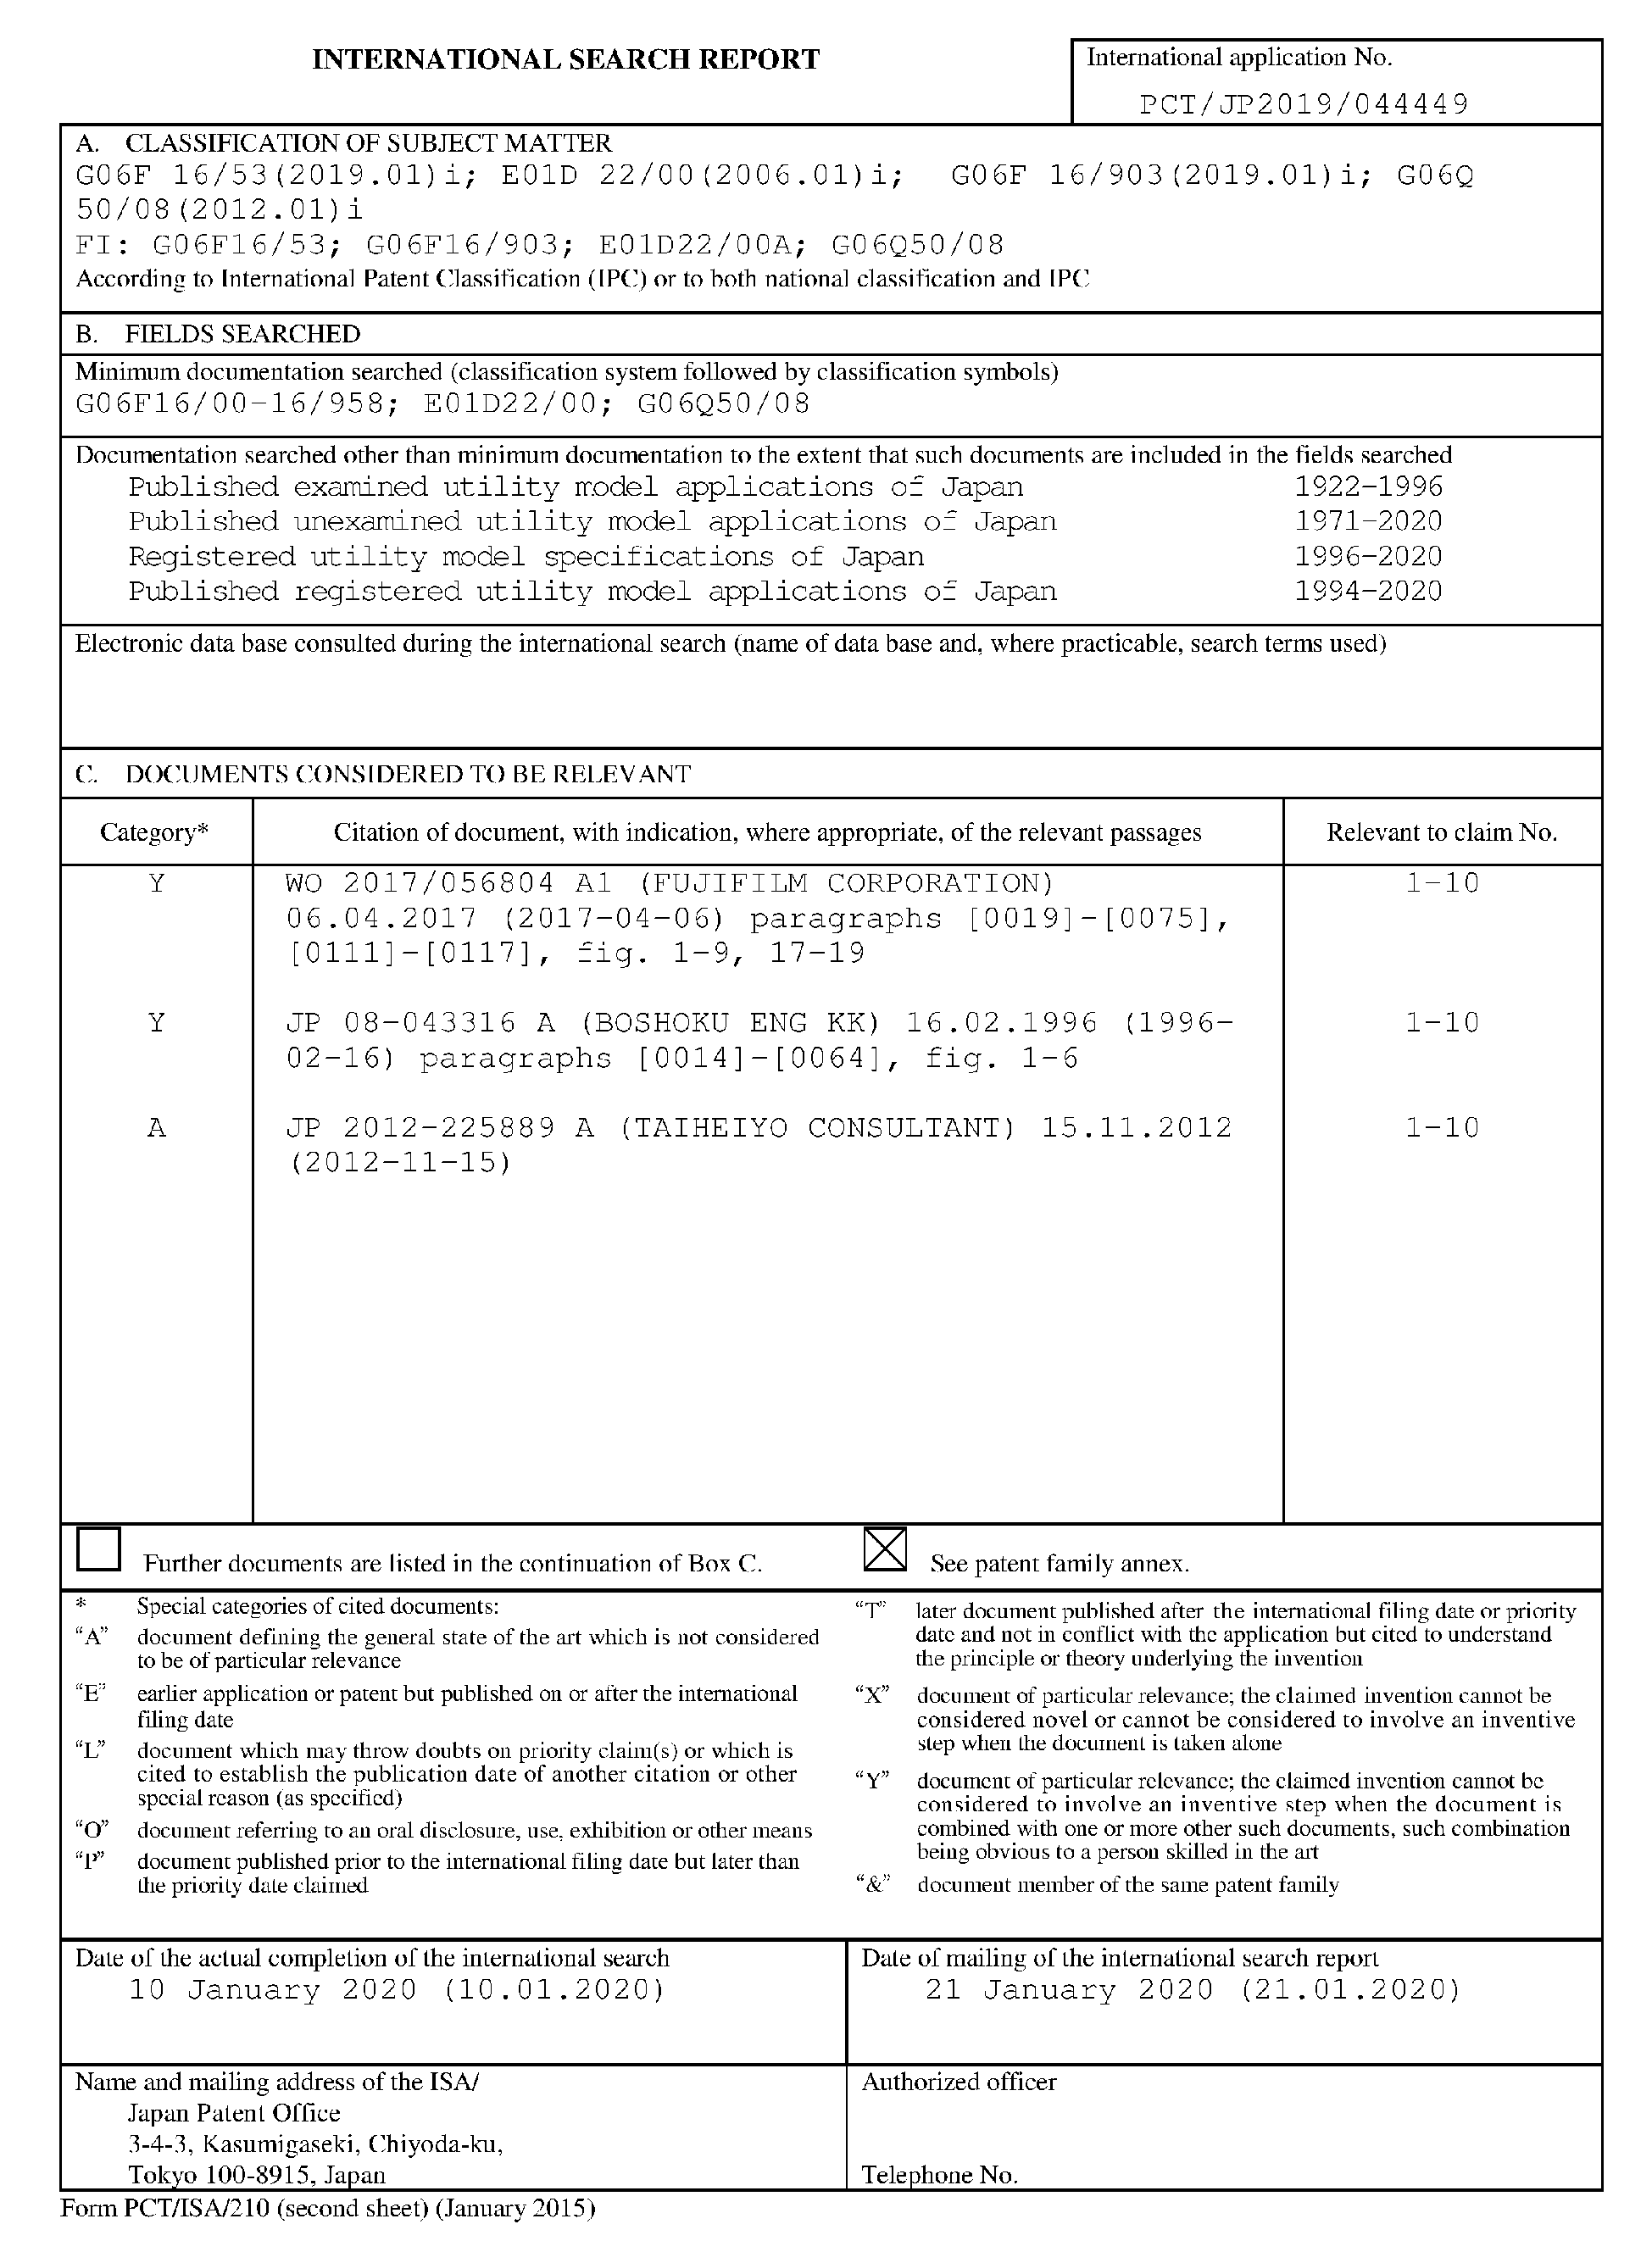 INTERNATIONAL SEARCH REPORT
International application No.
PCT/JP2019/044449
A. CLASSIFICATION OF SUBJECT MATTER
G06F 16/53(2019.01)i; E01D 22/00(2006.01)i; G06F 16/903(2019.01)i; G06Q
50/08(2012.01)i
FI: G06F16/53; G06F16/903; E01D22/00A; G06Q50/08
According to International Patent Classification (IPC) or to both national classification and IPC
B. FIELDS SEARCHED
Minimum documentation searched (classification system followed by classification symbols)
G06F16/00-16/958; E01D22/00; G06Q50/08
Documentation searched other than minimum documentation to the extent that such documents are included in the fields searched
Published examined utility model applications of Japan 1922-1996
Published unexamined utility model applications of Japan 1971-2020
Registered utility model specifications of Japan 1996-2020
Published registered utility model applications of Japan 1994-2020
Electronic data base consulted during the international search (name of data base and, where practicable, search terms used)
C. DOCUMENTS CONSIDERED TO BE RELEVANT
Category* Citation of document, with indication, where appropriate, of the relevant passages Relevant to claim No.
Y WO 2017/056804 A1 (FUJIFILM CORPORATION) 1-10
06.04.2017 (2017-04-06) paragraphs [0019]-[0075],
[0111]-[0117], fig. 1-9, 17-19
Y JP 08-043316 A (BOSHOKU ENG KK) 16.02.1996 (1996- 1-10
02-16) paragraphs [0014]-[0064], fig. 1-6
A JP 2012-225889 A (TAIHEIYO CONSULTANT) 15.11.2012 1-10
(2012-11-15)
Further documents are listed in the continuation of Box C.
See patent family annex.
* Special categories of cited documents:
"A" document defining the general state of the art which is not considered
to be of particular relevance
"E" earlier application or patent but published on or after the international
filing date
"L" document which may throw doubts on priority claim(s) or which is
cited to establish the publication date of another citation or other
special reason (as specified)
"O" document referring to an oral disclosure, use, exhibition or other means
"P" document published prior to the international filing date but later than
the priority date claimed
"T" later document published after the international filing date or priority
date and not in conflict with the application but cited to understand
the principle or theory underlying the invention
"X" document of particular relevance; the claimed invention cannot be
considered novel or cannot be considered to involve an inventive
step when the document is taken alone
"Y" document of particular relevance; the claimed invention cannot be
considered to involve an inventive step when the document is
combined with one or more other such documents, such combination
being obvious to a person skilled in the art
"&" document member of the same patent family
Date of the actual completion of the international search
10 January 2020 (10.01.2020)
Date of mailing of the international search report
21 January 2020 (21.01.2020)
Name and mailing address of the ISA/
Japan Patent Office
3-4-3, Kasumigaseki, Chiyoda-ku,
Tokyo 100-8915, Japan
Authorized officer
Telephone No.
Form PCT/ISA/210 (second sheet) (January 2015)